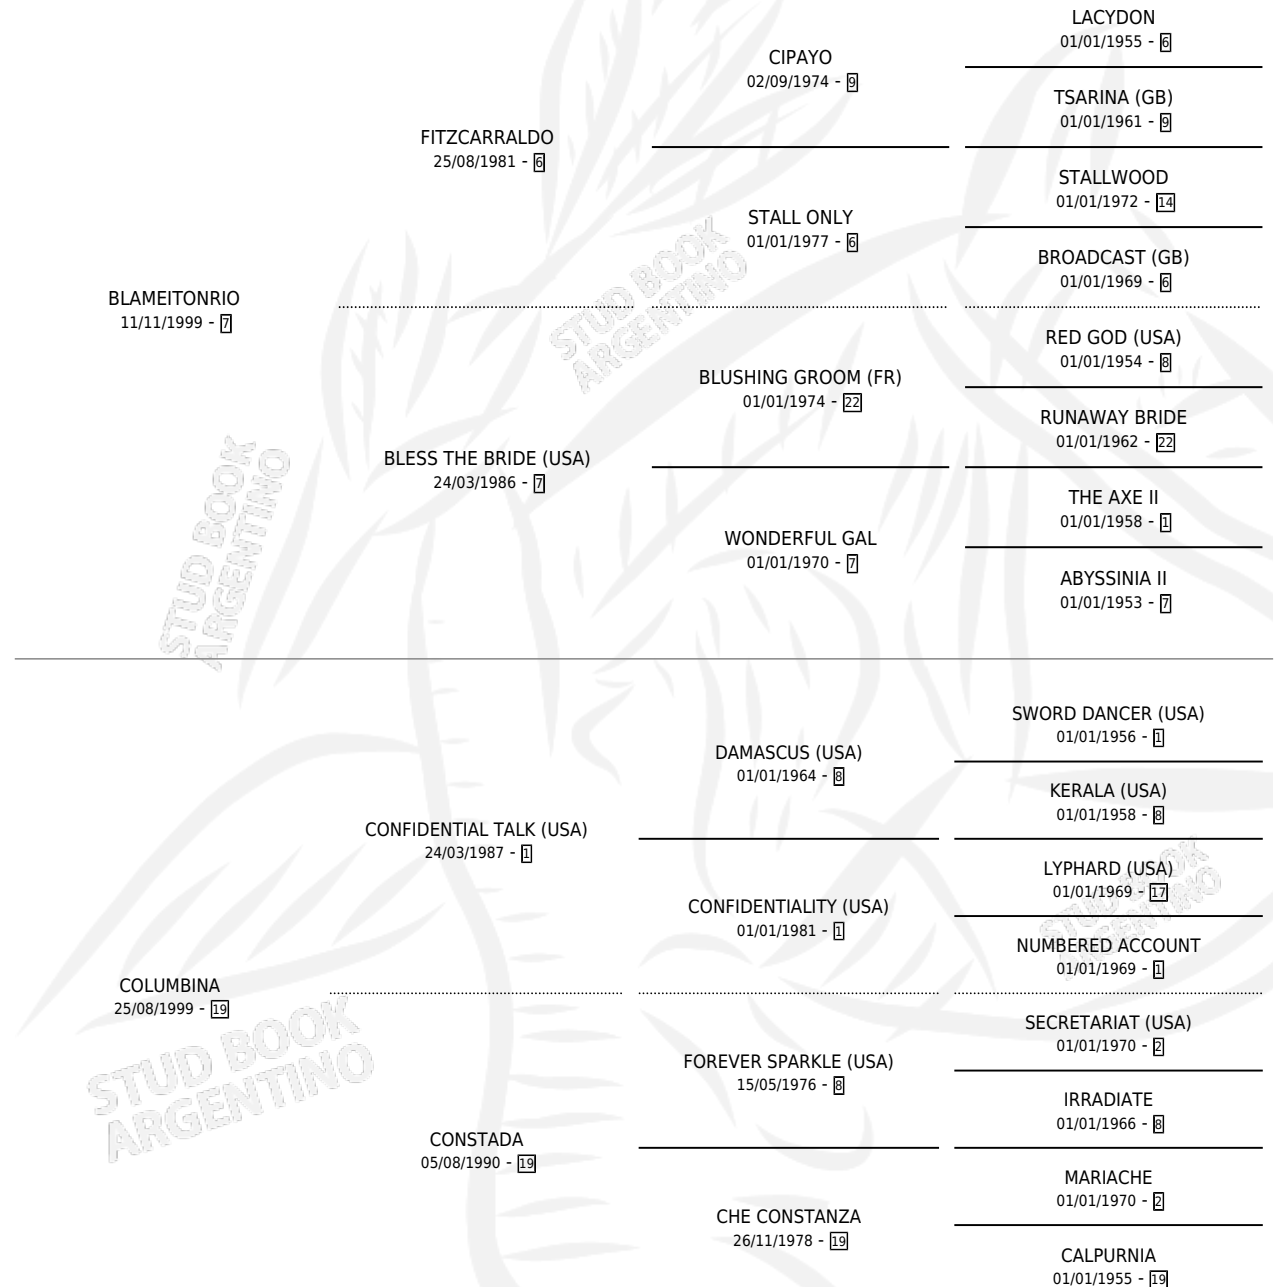 LACYDON
01/01/1955 - 6
CIPAYO
02/09/1974 - 9
TSARINA (GB)
01/01/1961 - 9
FITZCARRALDO
25/08/1981 - 6
STALLWOOD
01/01/1972 - 14
STALL ONLY
01/01/1977 - 6
BROADCAST (GB)
01/01/1969 - 6
BLAMEITONRIO
11/11/1999 - 7
RED GOD (USA)
01/01/1954 - 8
BLUSHING GROOM (FR)
01/01/1974 - 22
RUNAWAY BRIDE
01/01/1962 - 22
BLESS THE BRIDE (USA)
24/03/1986 - 7
THE AXE II
01/01/1958 - 1
WONDERFUL GAL
01/01/1970 - 7
ABYSSINIA II
01/01/1953 - 7
SWORD DANCER (USA)
01/01/1956 - 1
DAMASCUS (USA)
01/01/1964 - 8
KERALA (USA)
01/01/1958 - 8
CONFIDENTIAL TALK (USA)
24/03/1987 - 1
LYPHARD (USA)
01/01/1969 - 17
CONFIDENTIALITY (USA)
01/01/1981 - 1
NUMBERED ACCOUNT
01/01/1969 - 1
COLUMBINA
25/08/1999 - 19
SECRETARIAT (USA)
01/01/1970 - 2
FOREVER SPARKLE (USA)
15/05/1976 - 8
IRRADIATE
01/01/1966 - 8
CONSTADA
05/08/1990 - 19
MARIACHE
01/01/1970 - 2
CHE CONSTANZA
26/11/1978 - 19
CALPURNIA
01/01/1955 - 19
STUD BOOK
ARGENTINO
STUD BOOK
ARGENTINO
STUD BOOK
ARGENTINO
STUD BOOK
ARGENTINO